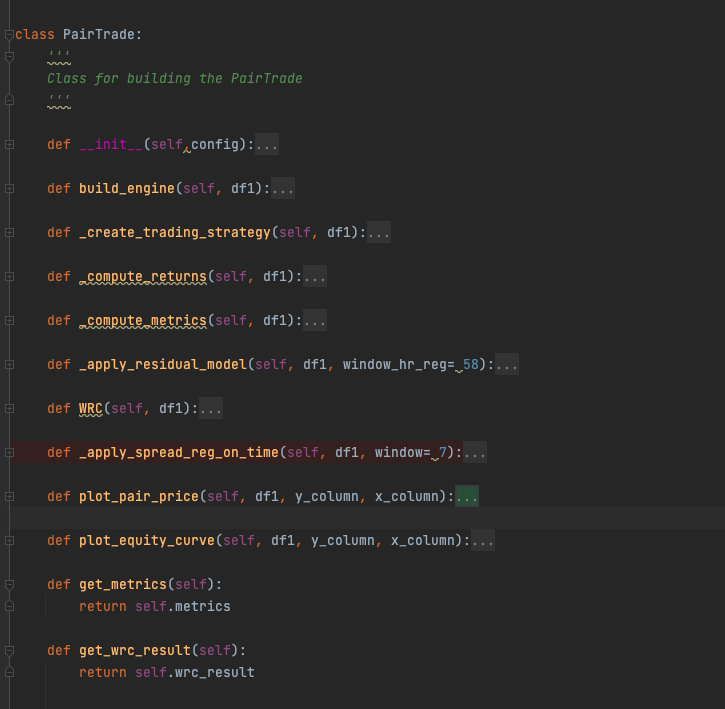 class PairTrade:
'''
Class for building the PairTrade
'''
def __init__(self,config):...
def build_engine(self, df1):...
def _create_trading_strategy(self, df1):...
def _compute_returns(self, df1):...
def _compute_metrics(self, df1):...
def _apply_residual_model(self, df1, window_hr_reg= 58):...
def WRC(self, df1):...
def _apply_spread_reg_on_time(self, df1, window= 7):...
def plot_pair_price(self, df1, y_column, x_column):...
def plot_equity_curve(self, df1, y_column, x_column):...
def get_metrics(self):
return self.metrics
def get_wrc_result(self):
return self.wrc_result